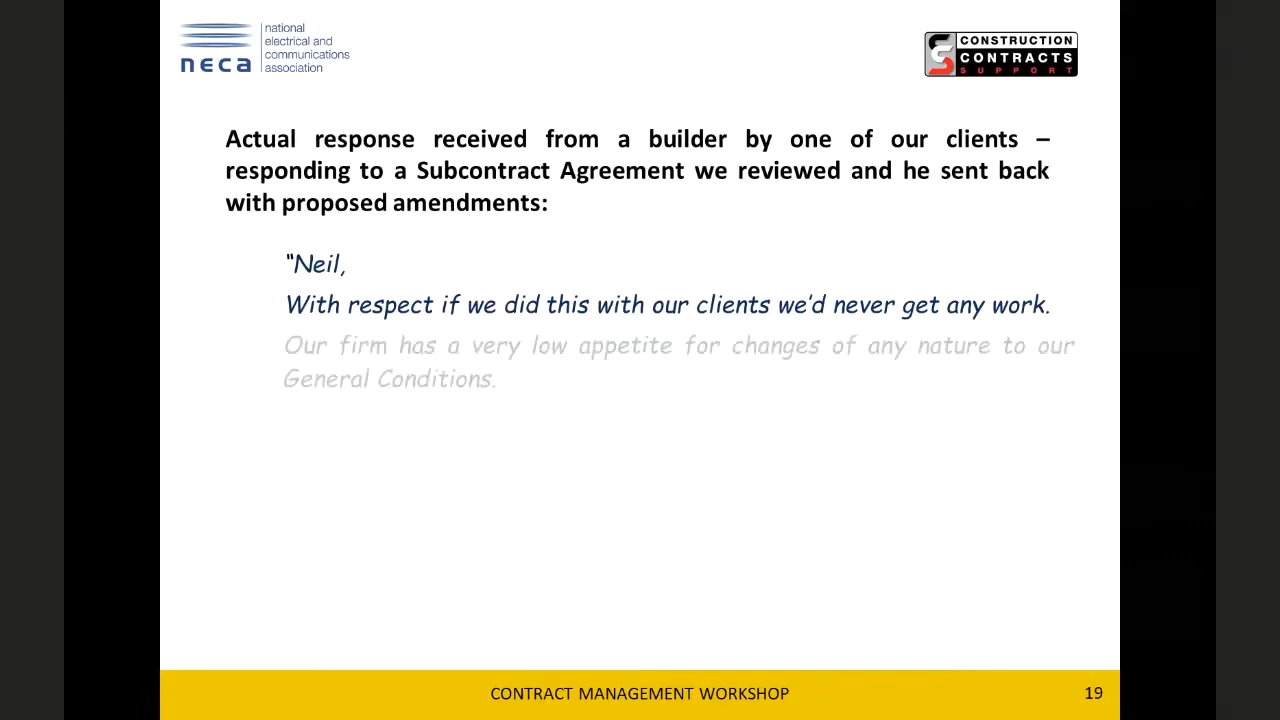 neca
national
electrical and
communications
association
CONSTRUCTION
CONTRACTS
SUPPORT
Actual response received from a builder by one of our clients –
responding to a Subcontract Agreement we reviewed and he sent back
with proposed amendments:
“Neil,
With respect if we did this with our clients we’d never get any work.
Our firm has a very low appetite for changes of any nature to our
General Conditions.
CONTRACT MANAGEMENT WORKSHOP
19